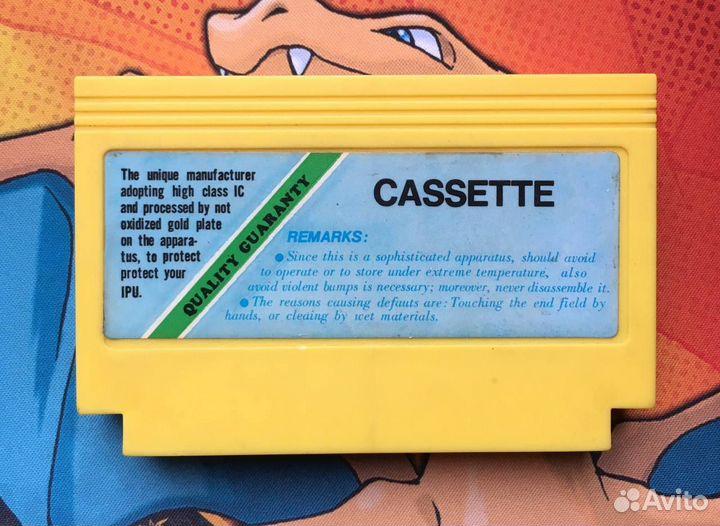 The unique manufacturer
adopting high class IC
and processed by not
oxidized gold plate
on the appara-
tus, to protect
protect your
IPU.
QUALITY GUARANTY
CASSETTE
REMARKS:
● Since this is a sophisticated apparatus, should avoid
to operate or to store under extreme temperature, also
avoid violent bumps is necessary; moreover, never disassemble it.
● The reasons causing defauts are: Touching the end field by
hands, or cleaing by wet materials.
Avito